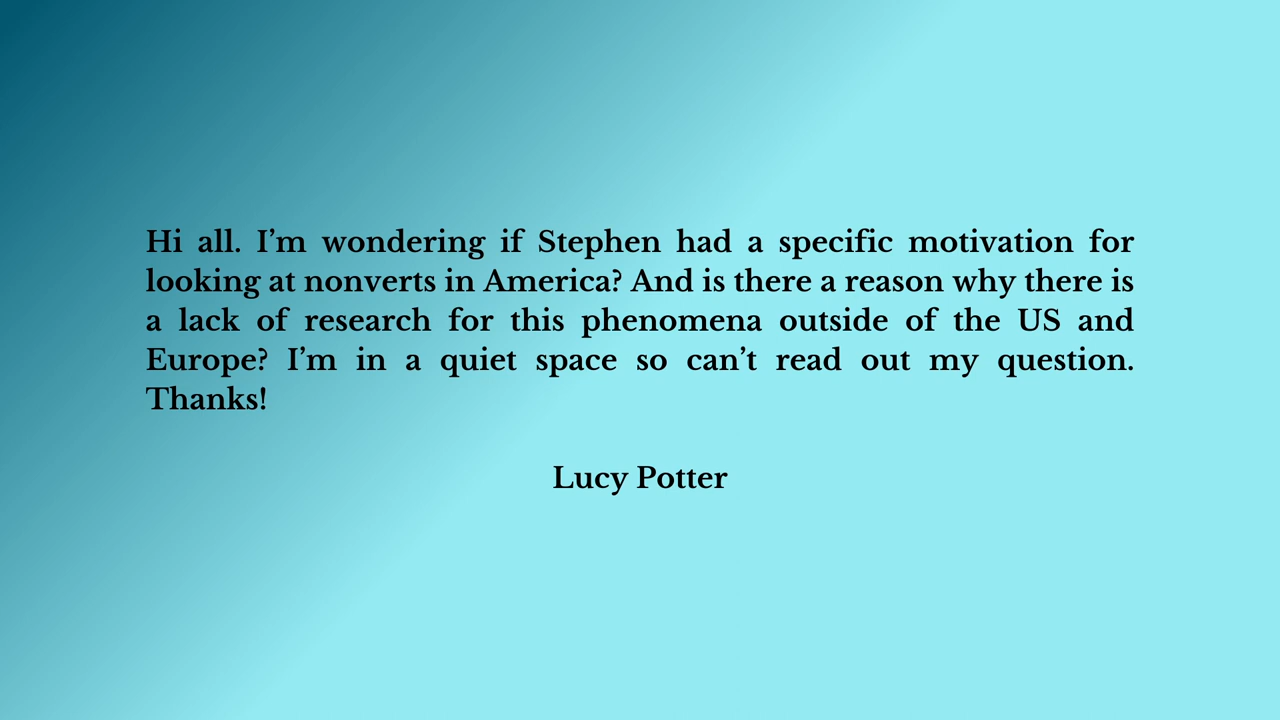 Hi all. I’m wondering if Stephen had a specific motivation for
looking at nonverts in America? And is there a reason why there is
a lack of research for this phenomena outside of the US and
Europe? I’m in a quiet space so can’t read out my question.
Thanks!
Lucy Potter